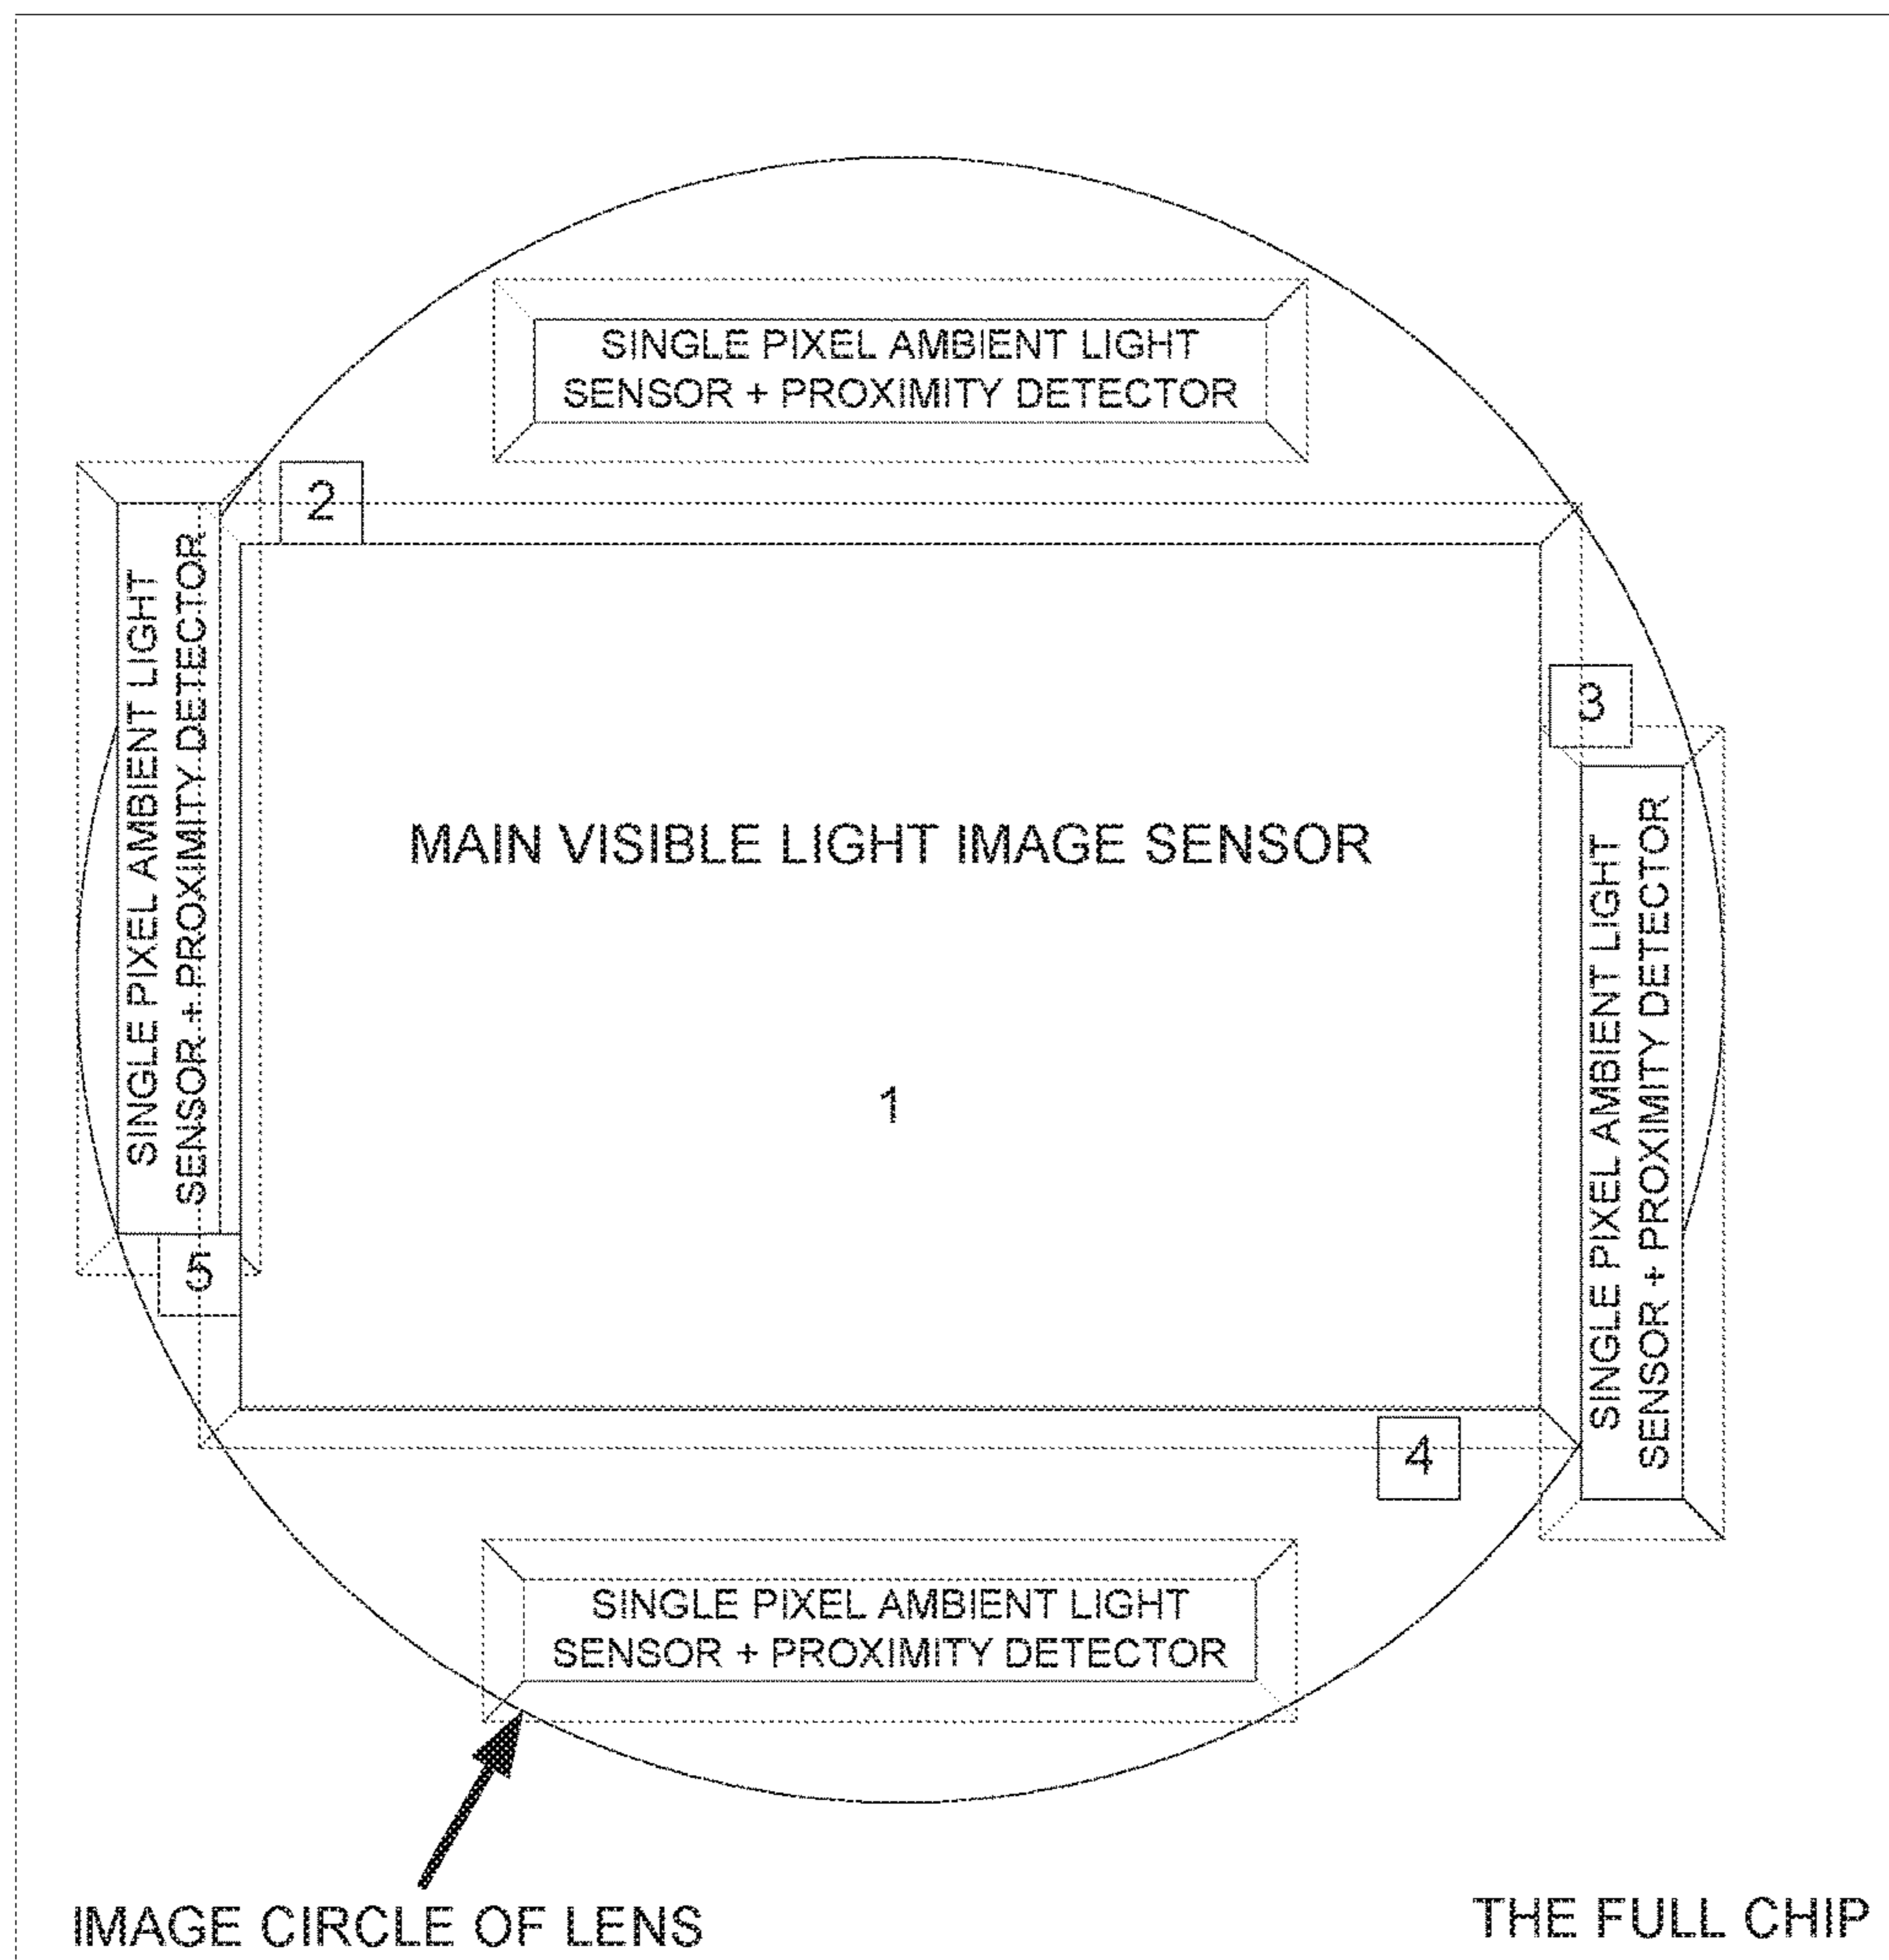 SINGLE PIXEL AMBIENT LIGHT
SENSOR + PROXIMITY DETECTOR
2
SINGLE PIXEL AMBIENT LIGHT
SENSOR + PROXIMITY DETECTOR
3
MAIN VISIBLE LIGHT IMAGE SENSOR
1
SINGLE PIXEL AMBIENT LIGHT
SENSOR + PROXIMITY DETECTOR
5
4
SINGLE PIXEL AMBIENT LIGHT
SENSOR + PROXIMITY DETECTOR
IMAGE CIRCLE OF LENS
THE FULL CHIP